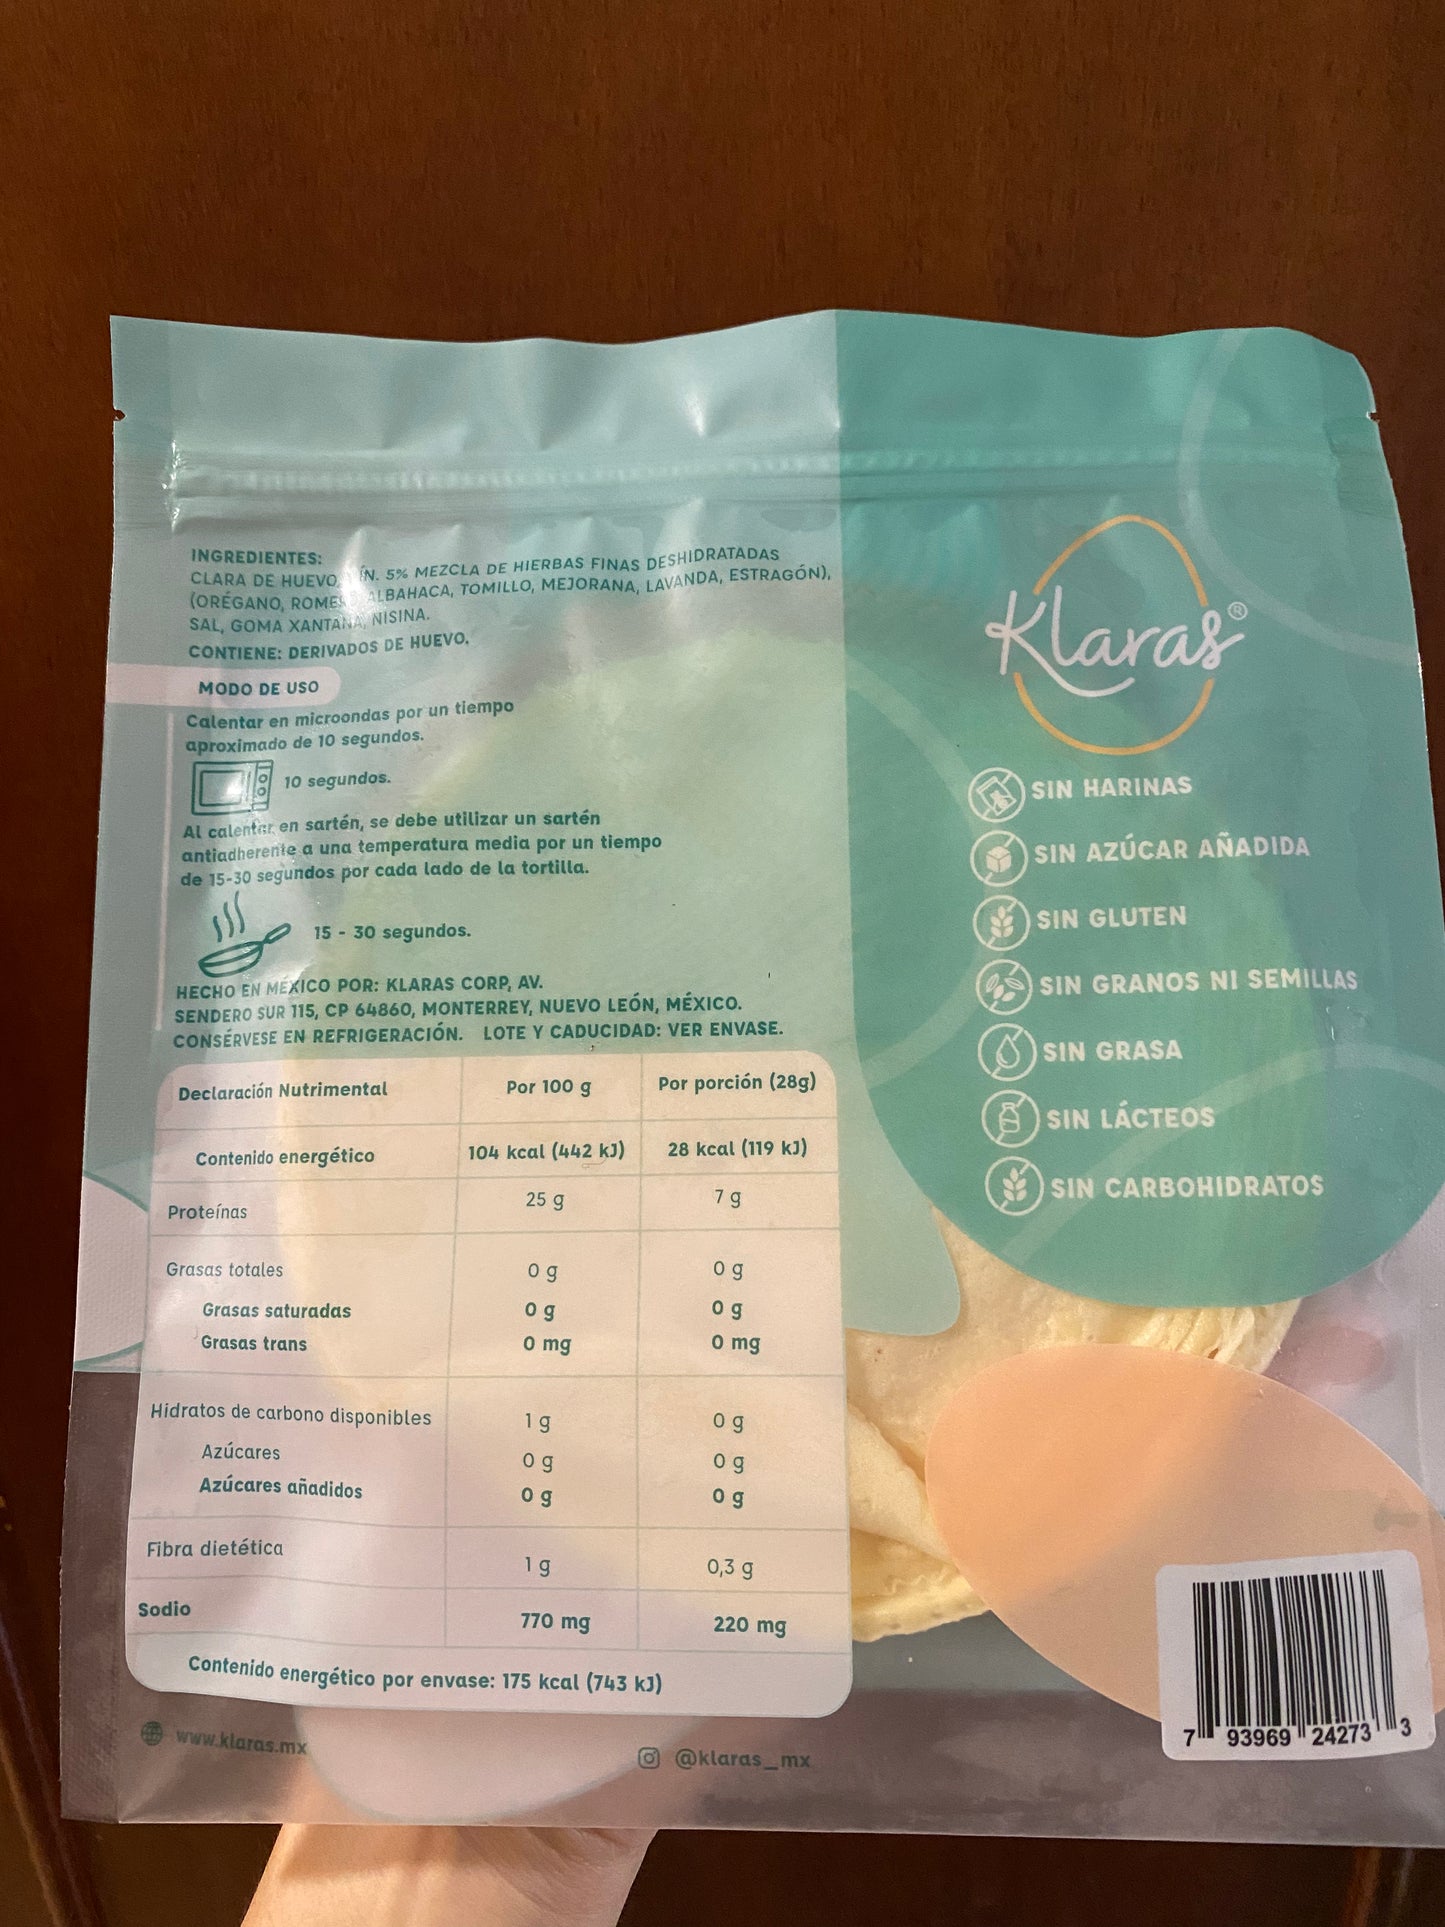 INGREDIENTES:
CLARA DE HUEVO, MÍN. 5% MEZCLA DE HIERBAS FINAS DESHIDRATADAS
(ORÉGANO, ROMERO, ALBAHACA, TOMILLO, MEJORANA, LAVANDA, ESTRAGÓN),
SAL, GOMA XANTANA, NISINA.
CONTIENE: DERIVADOS DE HUEVO.
MODO DE USO
Calentar en microondas por un tiempo
aproximado de 10 segundos.
10 segundos.
Al calentar en sartén, se debe utilizar un sartén
antiadherente a una temperatura media por un tiempo
de 15-30 segundos por cada lado de la tortilla.
15 - 30 segundos.
HECHO EN MÉXICO POR: KLARAS CORP, AV.
SENDERO SUR 115, CP 64860, MONTERREY, NUEVO LEÓN, MÉXICO.
CONSÉRVESE EN REFRIGERACIÓN. LOTE Y CADUCIDAD: VER ENVASE.
Declaración Nutrimental Por 100 g Por porción (28g)
Contenido energético 104 kcal (442 kJ) 28 kcal (119 kJ)
Proteínas 25 g 7 g
Grasas totales 0 g 0 g
Grasas saturadas 0 g 0 g
Grasas trans 0 mg 0 mg
Hidratos de carbono disponibles 1 g 0 g
Azúcares 0 g 0 g
Azúcares añadidos 0 g 0 g
Fibra dietética 1 g 0,3 g
Sodio 770 mg 220 mg
Contenido energético por envase: 175 kcal (743 kJ)
www.klaras.mx
@klaras_mx
Klaras®
SIN HARINAS
SIN AZÚCAR AÑADIDA
SIN GLUTEN
SIN GRANOS NI SEMILLAS
SIN GRASA
SIN LÁCTEOS
SIN CARBOHIDRATOS
7 93969 24273 3